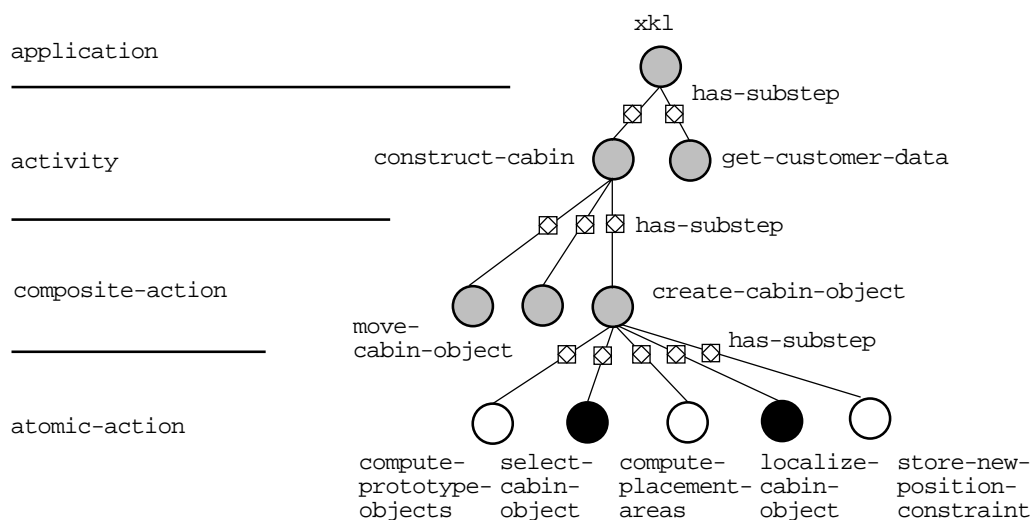 xkl
application
has-substep
activity
construct-cabin
get-customer-data
has-substep
composite-action
create-cabin-object
move-
cabin-object
has-substep
atomic-action
compute-
prototype-
objects
select-
cabin-
object
compute-
placement-
areas
localize-
cabin-
object
store-new-
position-
constraint